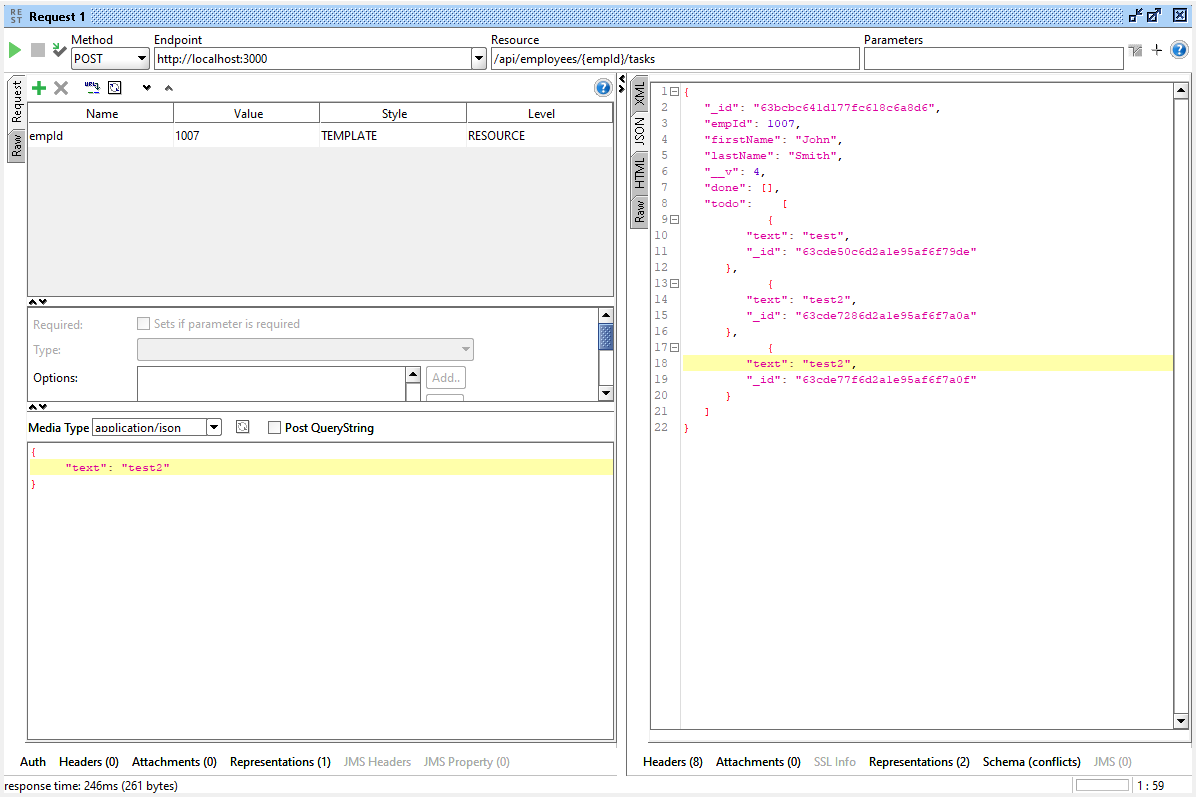 RE
ST
Request 1
Method
Endpoint
Resource
Parameters
POST
http://localhost:3000
/api/employees/{empId}/tasks
Request
Raw
Name Value Style Level
empId 1007 TEMPLATE RESOURCE
Required: Sets if parameter is required
Type:
Options: Add..
Media Type application/json Post QueryString
{
"text": "test2"
}
Auth Headers (0) Attachments (0) Representations (1) JMS Headers JMS Property (0)
XML
JSON
HTML
Raw
1 {
2 "_id": "63bcbc641d177fc618c6a8d6",
3 "empId": 1007,
4 "firstName": "John",
5 "lastName": "Smith",
6 "__v": 4,
7 "done": [],
8 "todo": [
9 {
10 "text": "test",
11 "_id": "63cde50c6d2a1e95af6f79de"
12 },
13 {
14 "text": "test2",
15 "_id": "63cde7286d2a1e95af6f7a0a"
16 },
17 {
18 "text": "test2",
19 "_id": "63cde77f6d2a1e95af6f7a0f"
20 }
21 ]
22 }
Headers (8) Attachments (0) SSL Info Representations (2) Schema (conflicts) JMS (0)
response time: 246ms (261 bytes)
1 : 59